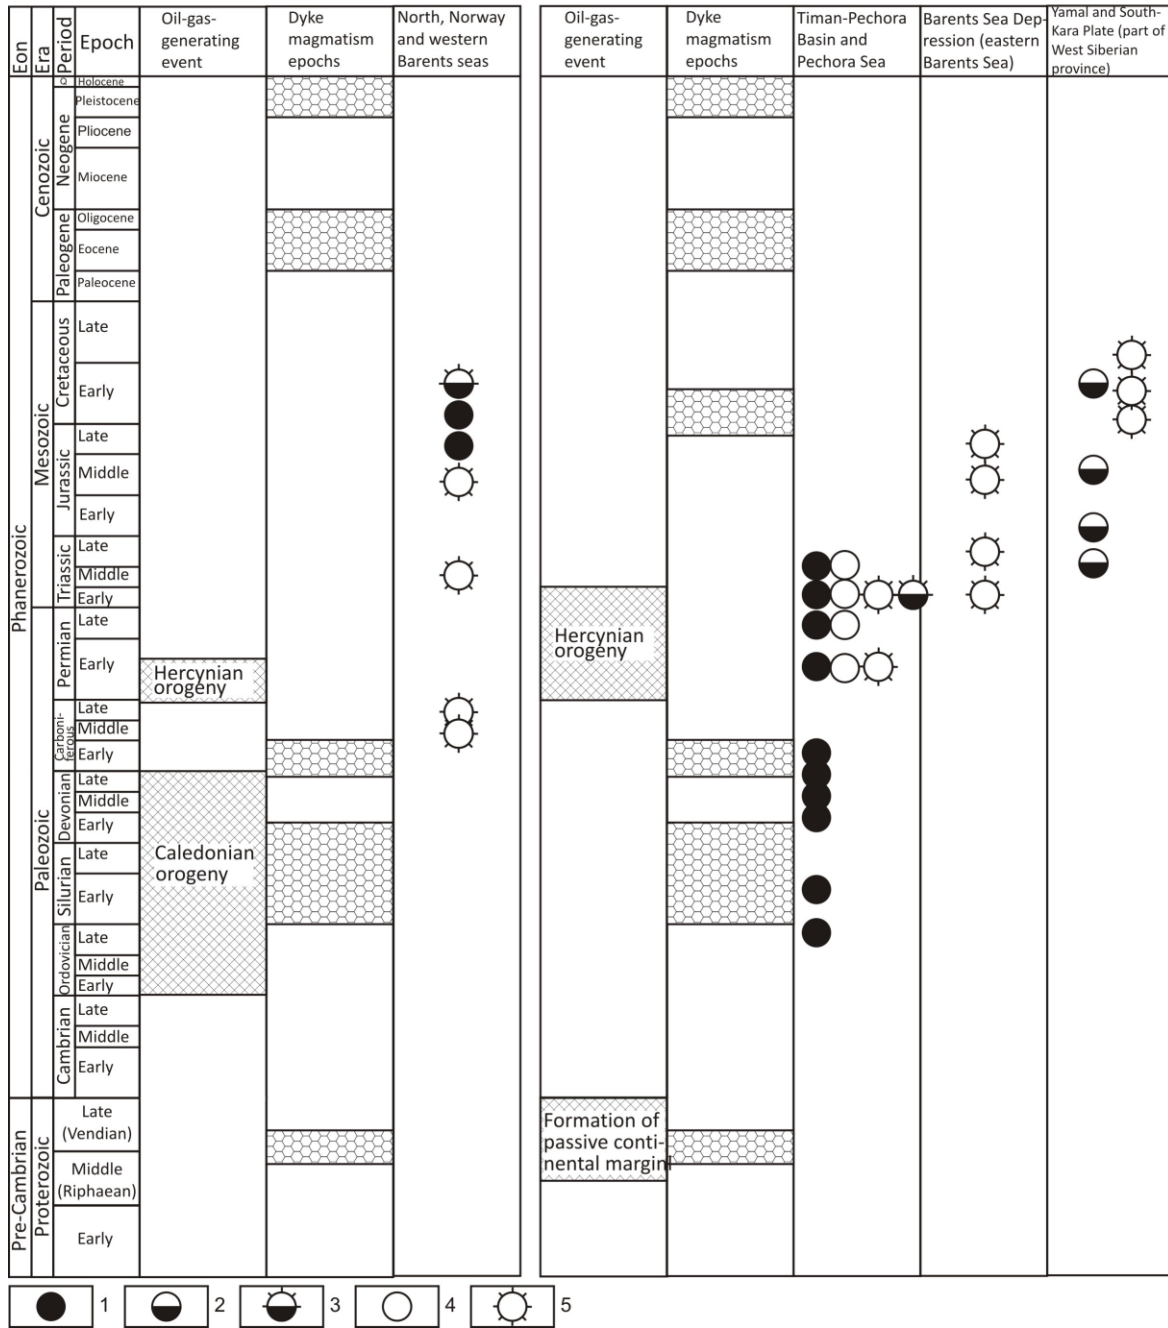 Eon
Era
Period
Epoch
Oil-gas-
generating
event
Dyke
magmatism
epochs
North, Norway
and western
Barents seas
Oil-gas-
generating
event
Dyke
magmatism
epochs
Timan-Pechora
Basin and
Pechora Sea
Barents Sea Dep-
ression (eastern
Barents Sea)
Yamal and South-
Kara Plate (part of
West Siberian
province)
Phanerozoic
Pre-Cambrian
Cenozoic
Mesozoic
Paleozoic
Proterozoic
Q
Neogene
Paleogene
Cretaceous
Jurassic
Triassic
Permian
Carboni-
ferous
Devonian
Silurian
Ordovician
Cambrian
Holocene
Pleistocene
Pliocene
Miocene
Oligocene
Eocene
Paleocene
Late
Early
Late
Middle
Early
Late
Middle
Early
Late
Early
Late
Middle
Early
Late
Middle
Early
Late
Early
Late
Middle
Early
Late
Middle
Early
Late
(Vendian)
Middle
(Riphaean)
Early
Hercynian
orogeny
Caledonian
orogeny
Hercynian
orogeny
Formation of
passive conti-
nental marginl
1
2
3
4
5